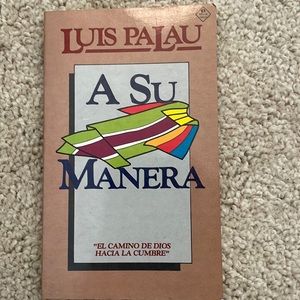 LUIS PALAU
A SU
MANERA
"EL CAMINO DE DIOS
HACIA LA CUMBRE"